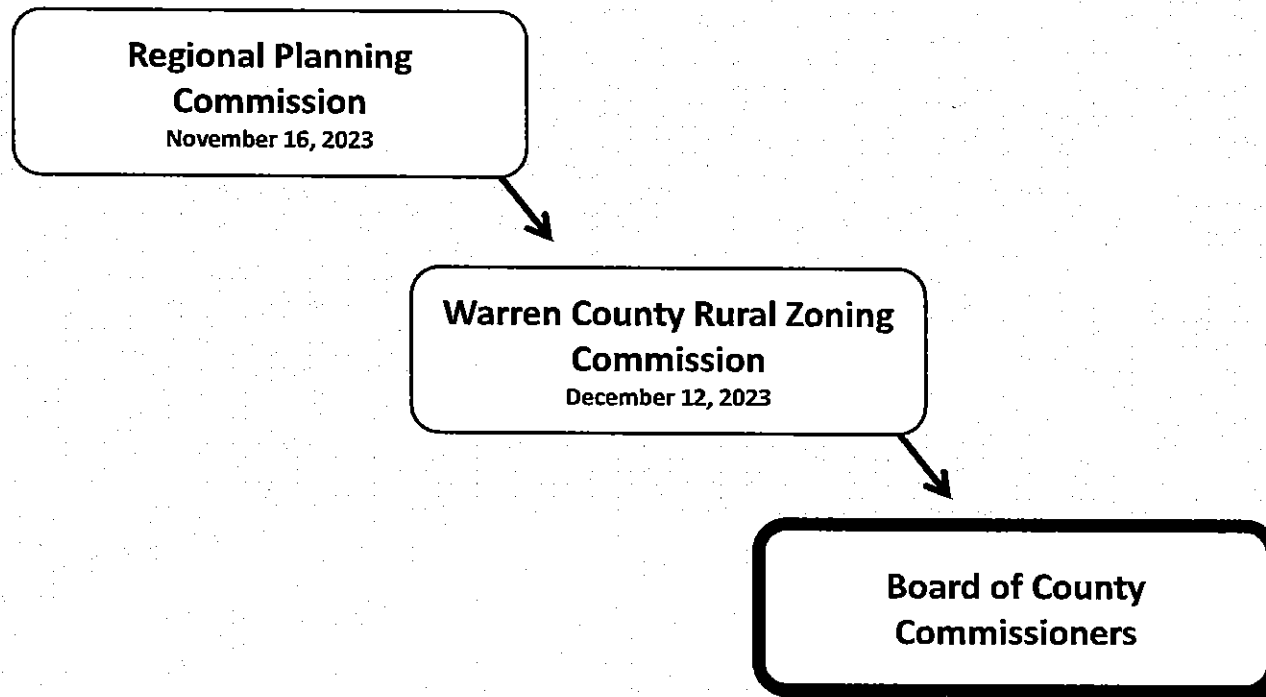 Regional Planning
Commission
November 16, 2023
Warren County Rural Zoning
Commission
December 12, 2023
Board of County
Commissioners